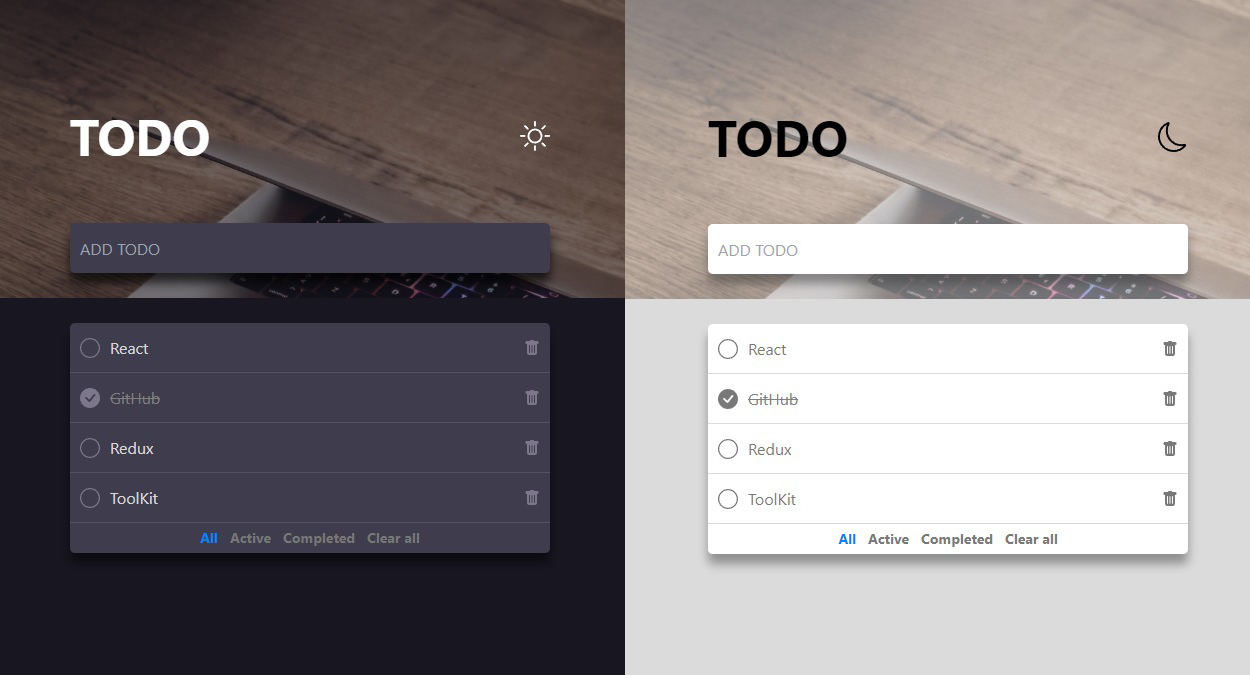 TODO
ADD TODO
React
GitHub
Redux
ToolKit
All Active Completed Clear all
TODO
ADD TODO
React
GitHub
Redux
ToolKit
All Active Completed Clear all